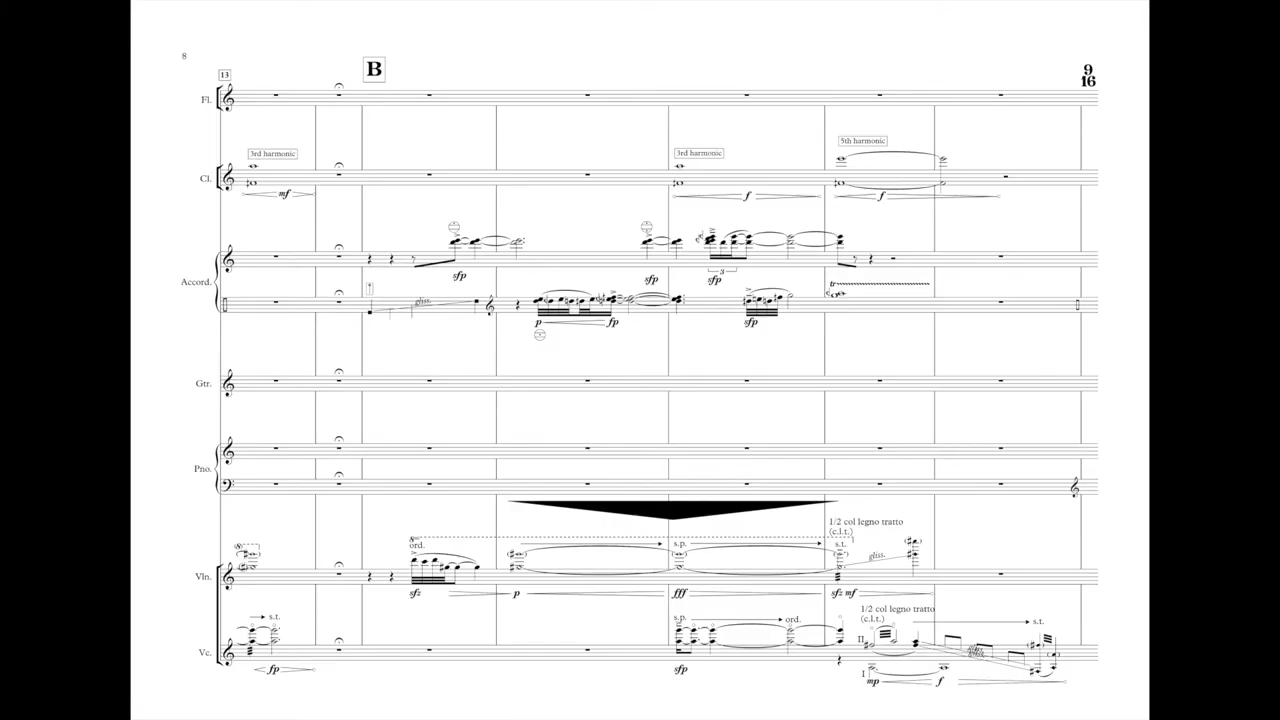 8
13
B
9
16
Fl.
3rd harmonic
3rd harmonic
5th harmonic
Cl.
mf
f
f
sfp
sfp
sfp
Accord.
gliss.
3
tr
p
fp
sfp
Gtr.
Pno.
1/2 col legno tratto
(c.l.t.)
8
8
ord.
s.p.
s.t.
gliss.
Vln.
sfz
p
fff
sfz mf
1/2 col legno tratto
(c.l.t.)
s.t.
s.p.
ord.
s.t.
II
Vc.
I
fp
sfp
mp
f